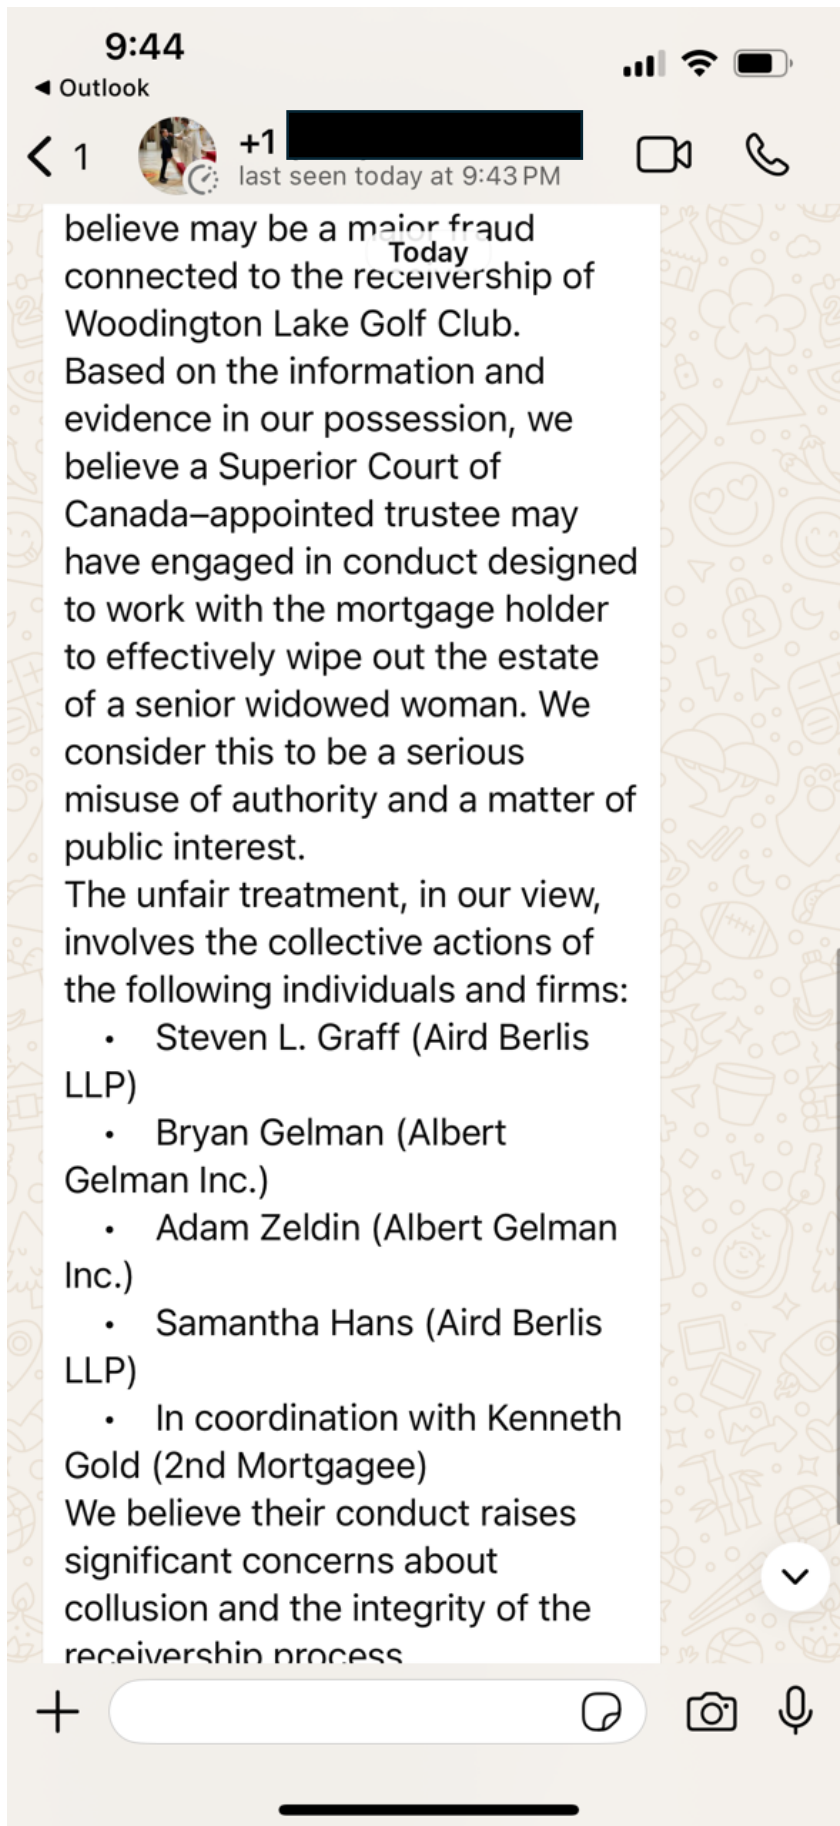 9:44
◀ Outlook
1
+1
last seen today at 9:43 PM
believe may be a major fraud
Today
connected to the receivership of
Woodington Lake Golf Club.
Based on the information and
evidence in our possession, we
believe a Superior Court of
Canada–appointed trustee may
have engaged in conduct designed
to work with the mortgage holder
to effectively wipe out the estate
of a senior widowed woman. We
consider this to be a serious
misuse of authority and a matter of
public interest.
The unfair treatment, in our view,
involves the collective actions of
the following individuals and firms:
• Steven L. Graff (Aird Berlis
LLP)
• Bryan Gelman (Albert
Gelman Inc.)
• Adam Zeldin (Albert Gelman
Inc.)
• Samantha Hans (Aird Berlis
LLP)
• In coordination with Kenneth
Gold (2nd Mortgagee)
We believe their conduct raises
significant concerns about
collusion and the integrity of the
receivership process